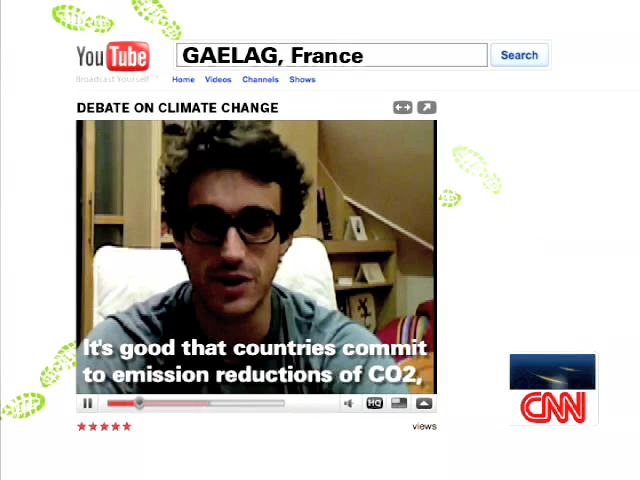 YouTube
GAELAG, France
Search
Broadcast Yourself™
Home Videos Channels Shows
DEBATE ON CLIMATE CHANGE
It's good that countries commit
to emission reductions of CO2,
HQ
views
CNN